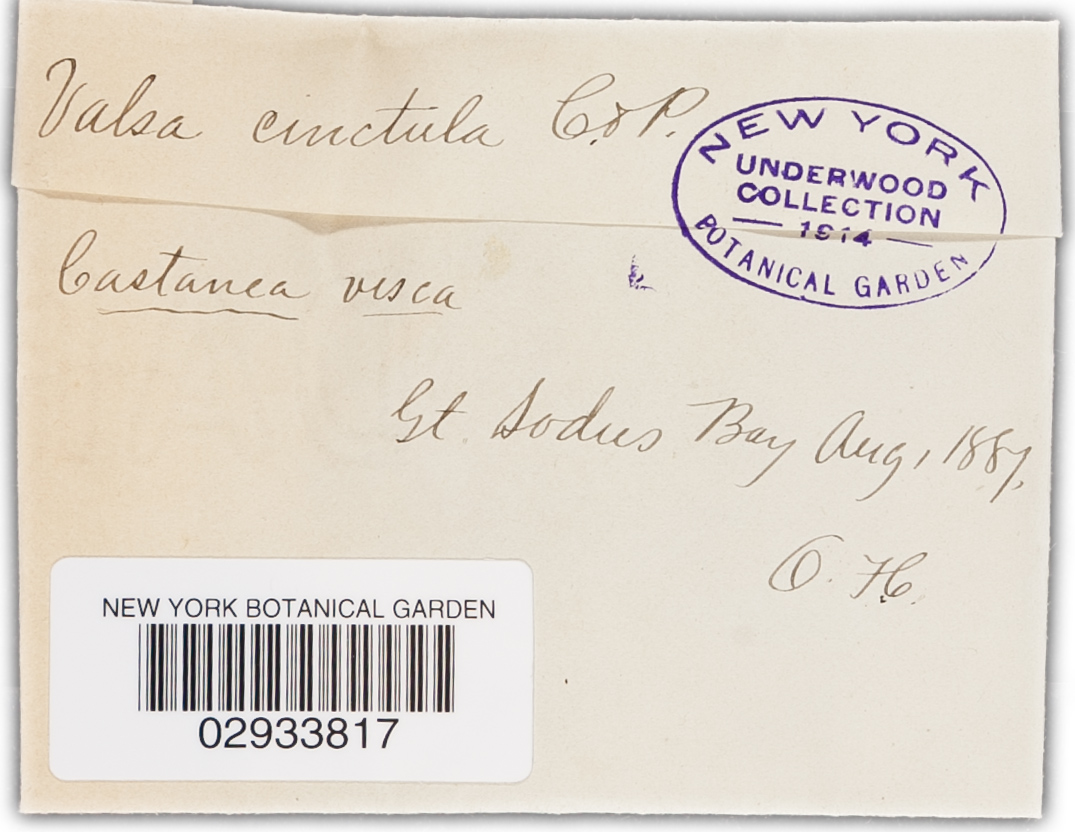 Valsa cinctula C.&P.
NEW YORK
UNDERWOOD
COLLECTION
1914
BOTANICAL GARDEN
Castanea vesca
Gt. Sodus Bay Aug, 1887.
O. H.
NEW YORK BOTANICAL GARDEN
02933817